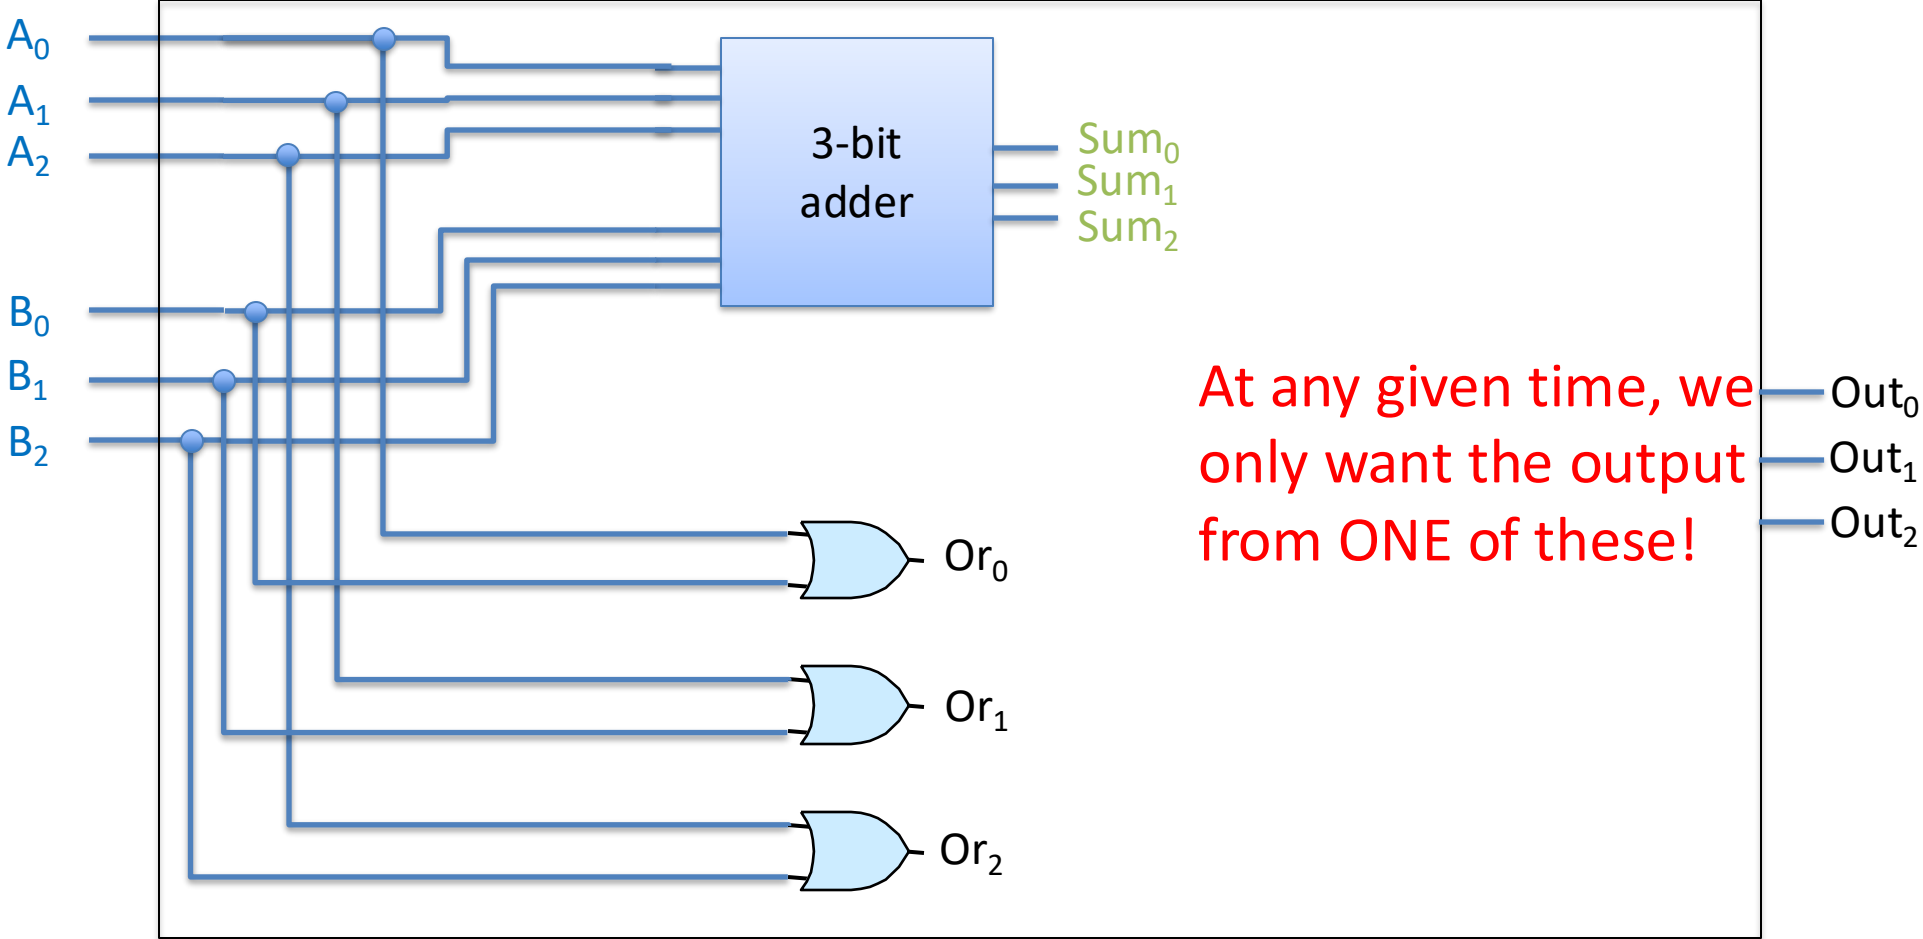 A₀
A₁
A₂
B₀
B₁
B₂
3-bit
adder
Sum₀
Sum₁
Sum₂
At any given time, we
only want the output
from ONE of these!
Out₀
Out₁
Out₂
Or₀
Or₁
Or₂